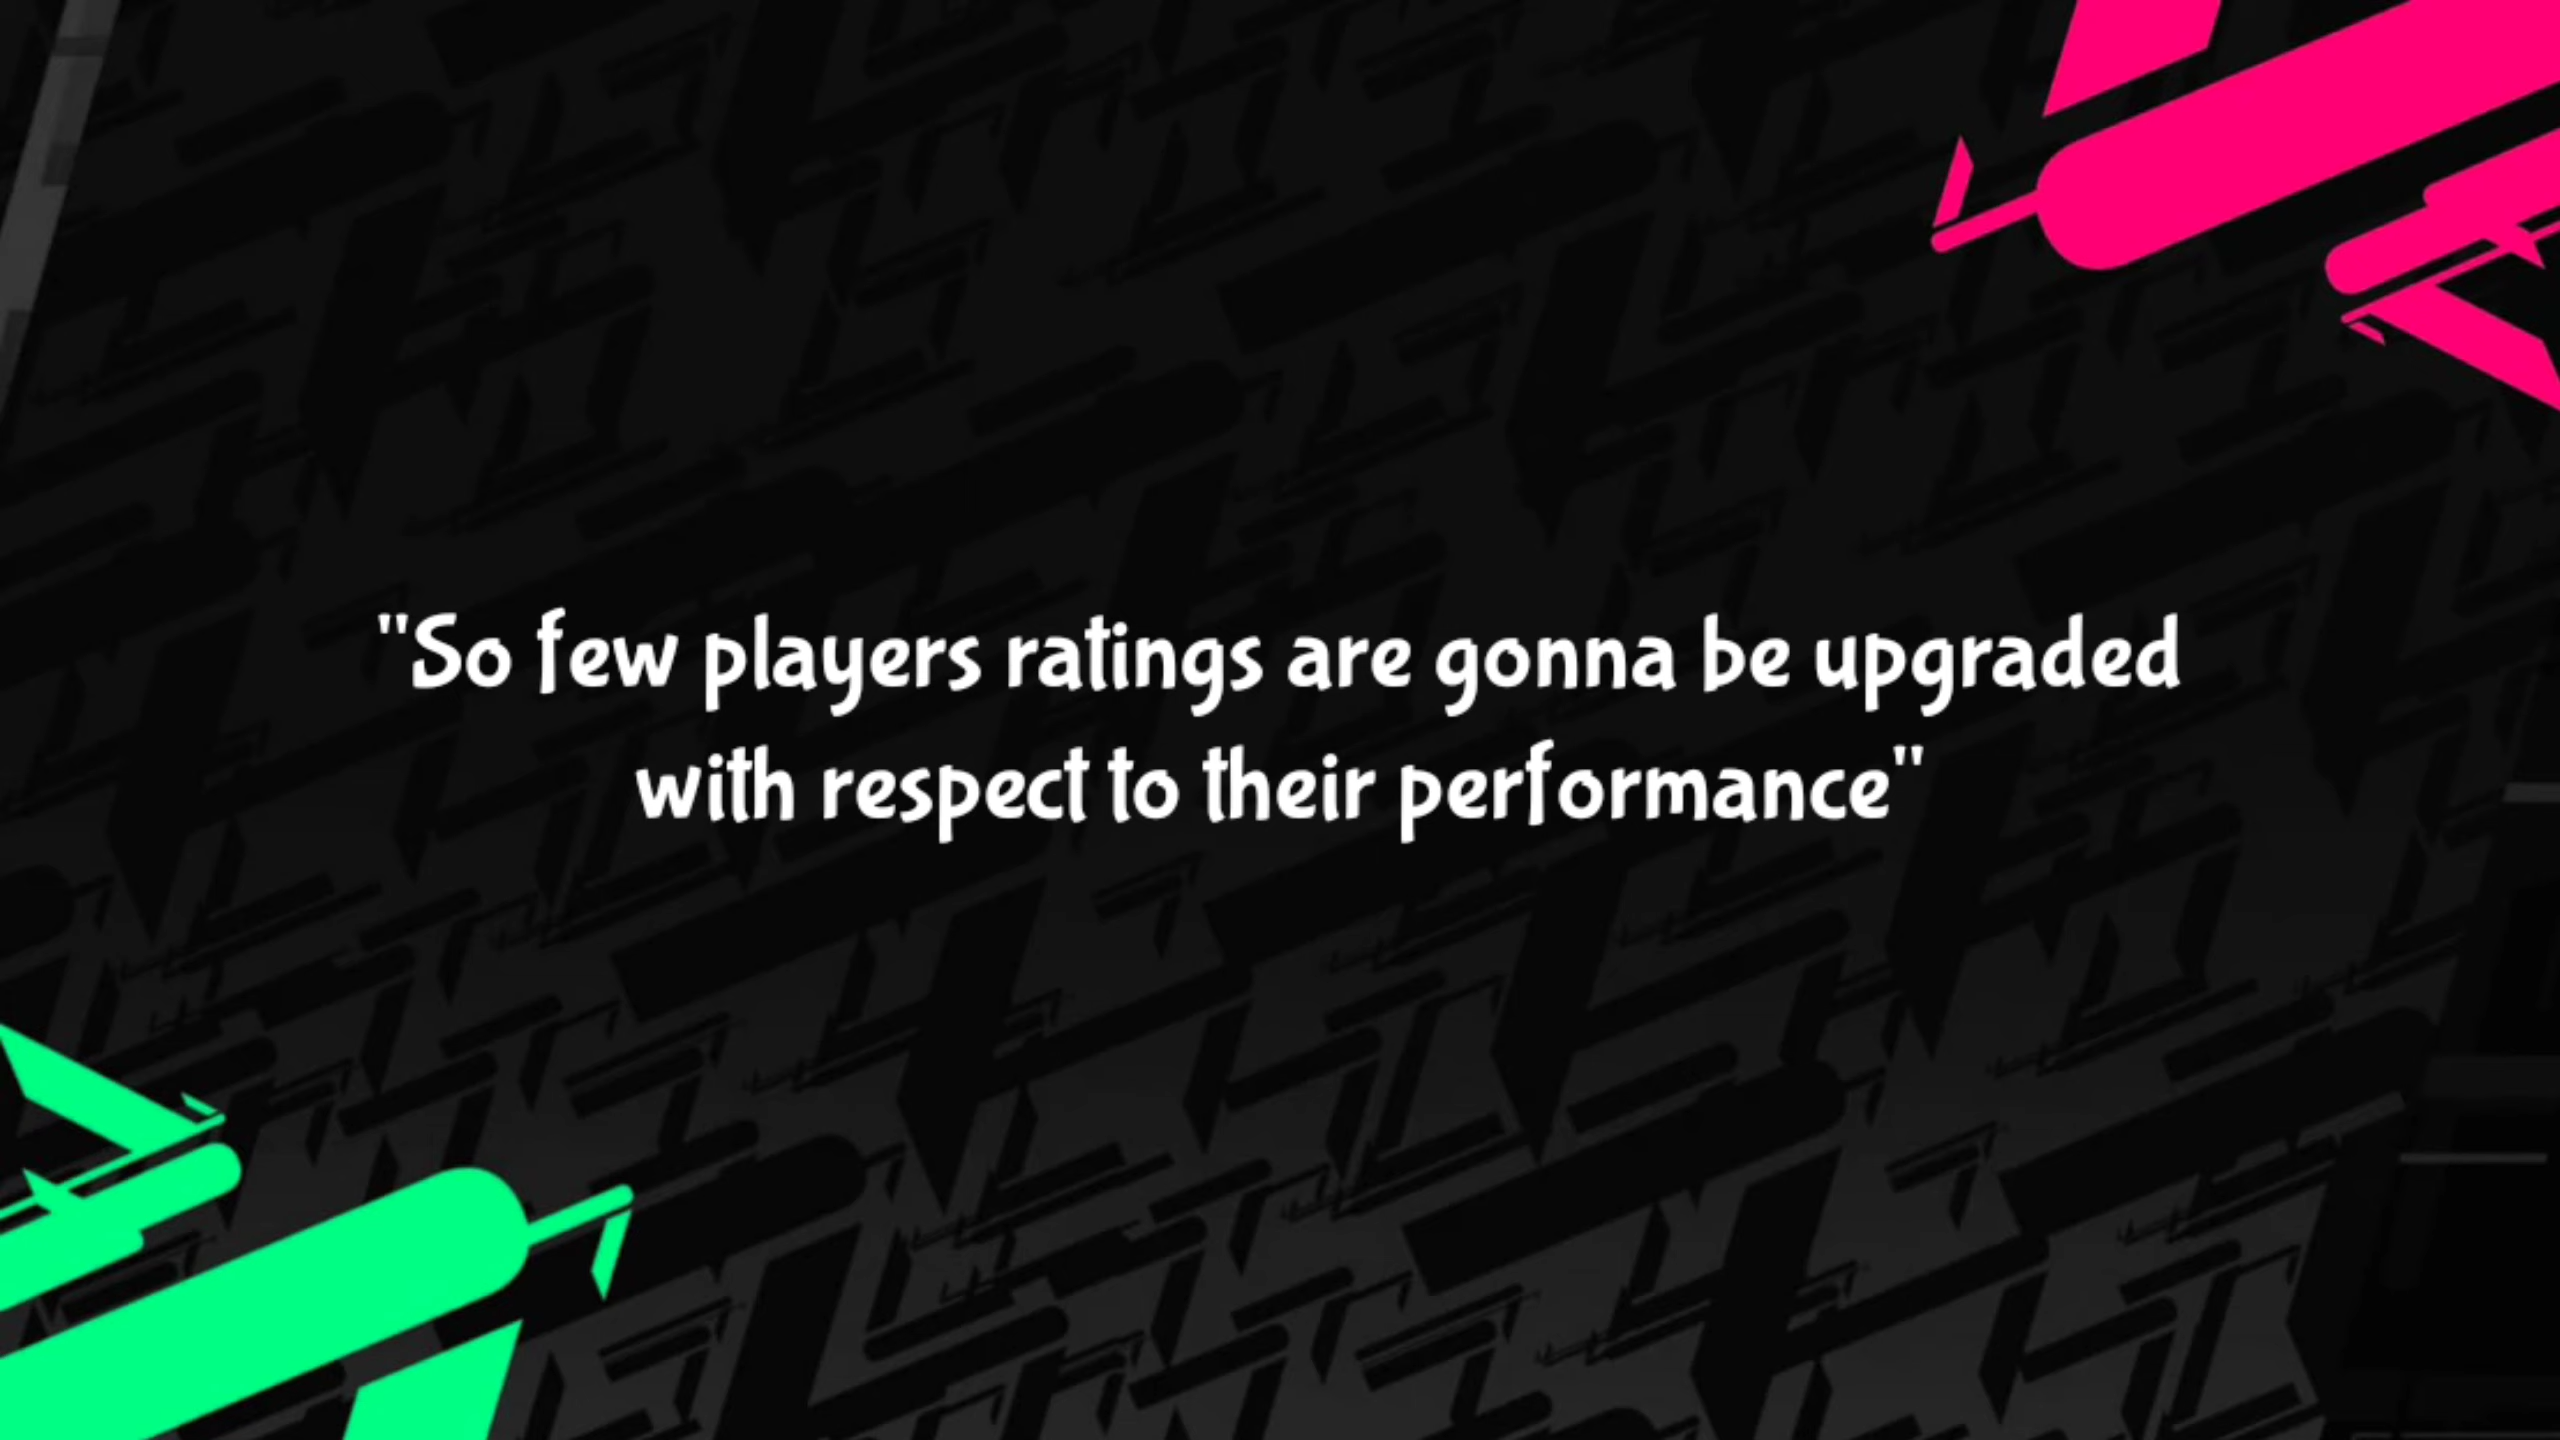 "So few players ratings are gonna be upgraded
with respect to their performance"